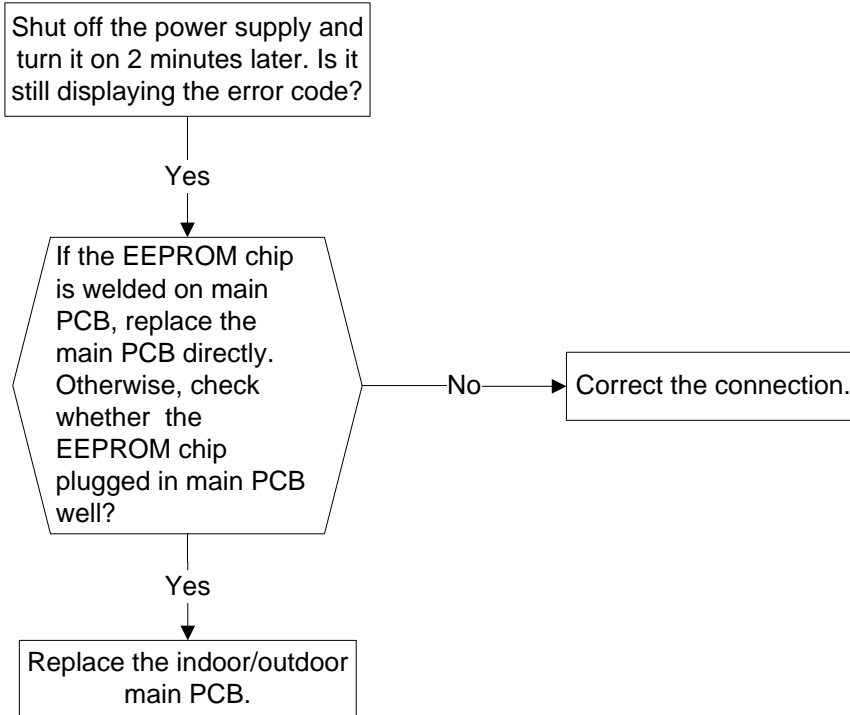 Shut off the power supply and
turn it on 2 minutes later. Is it
still displaying the error code?
Yes
If the EEPROM chip
is welded on main
PCB, replace the
main PCB directly.
Otherwise, check
whether  the
EEPROM chip
plugged in main PCB
well?
No
Correct the connection.
Yes
Replace the indoor/outdoor
main PCB.